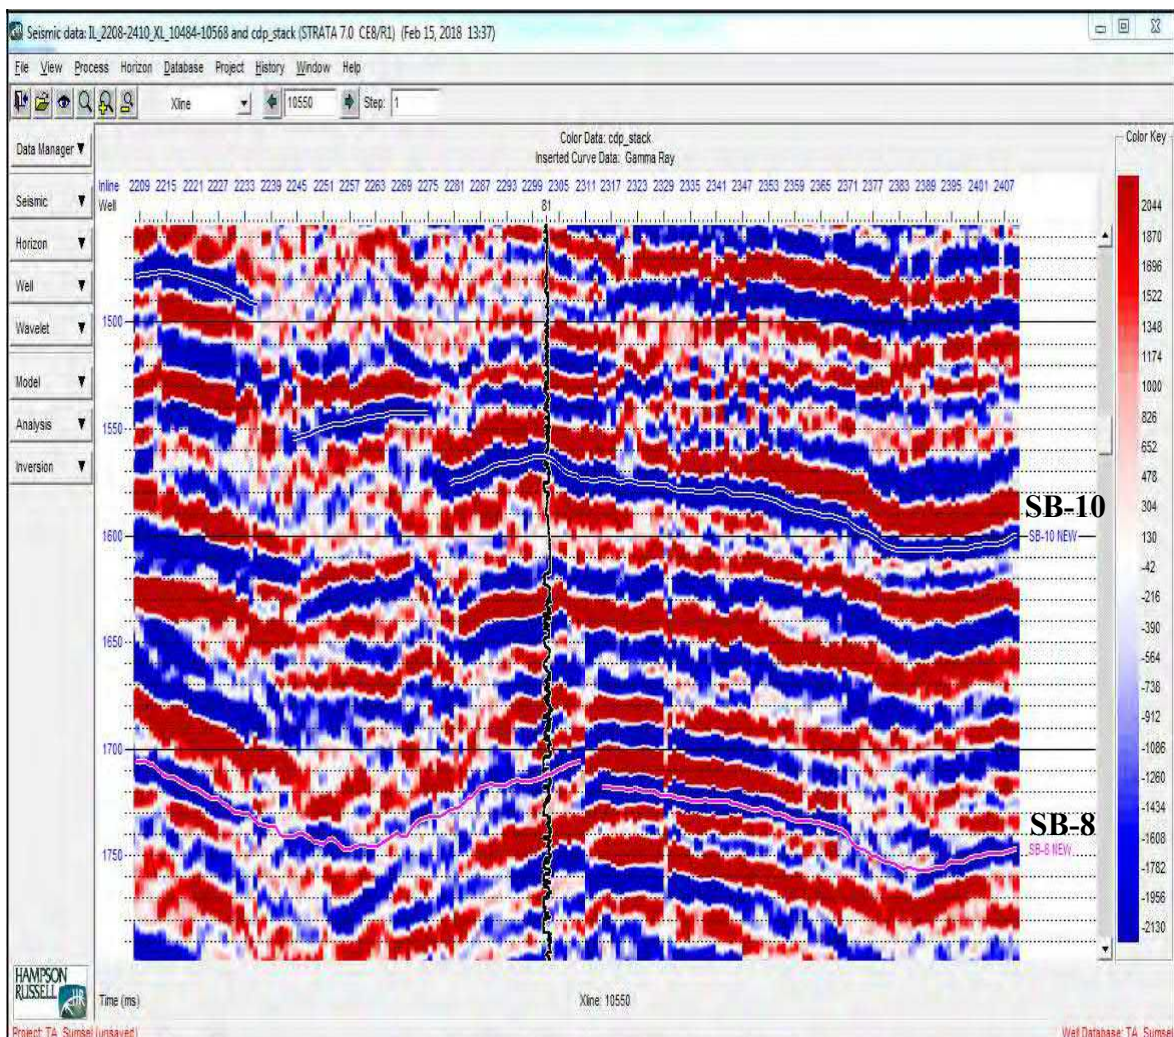 Seismic data: IL_2208-2410_XL_10484-10568 and cdp_stack (STRATA 7.0 CE8/R1) (Feb 15, 2018 13:37)
File View Process Horizon Database Project History Window Help
Xline 10550 Step: 1
Data Manager
Seismic
Horizon
Well
Wavelet
Model
Analysis
Inversion
Color Data: cdp_stack
Inserted Curve Data: Gamma Ray
Inline 2209 2215 2221 2227 2233 2239 2245 2251 2257 2263 2269 2275 2281 2287 2293 2299 2305 2311 2317 2323 2329 2335 2341 2347 2353 2359 2365 2371 2377 2383 2389 2395 2401 2407
Well 81
1500
1550
1600
1650
1700
1750
SB-10
SB-10 NEW
SB-8
SB-8 NEW
Color Key
2044
1870
1696
1522
1348
1174
1000
826
652
478
304
130
-42
-216
-390
-564
-738
-912
-1086
-1260
-1434
-1608
-1782
-1956
-2130
HAMPSON
RUSSELL
HR
Time (ms)
Xline: 10550
Project: TA_Sumsel (unsaved)
Well Database: TA_Sumsel